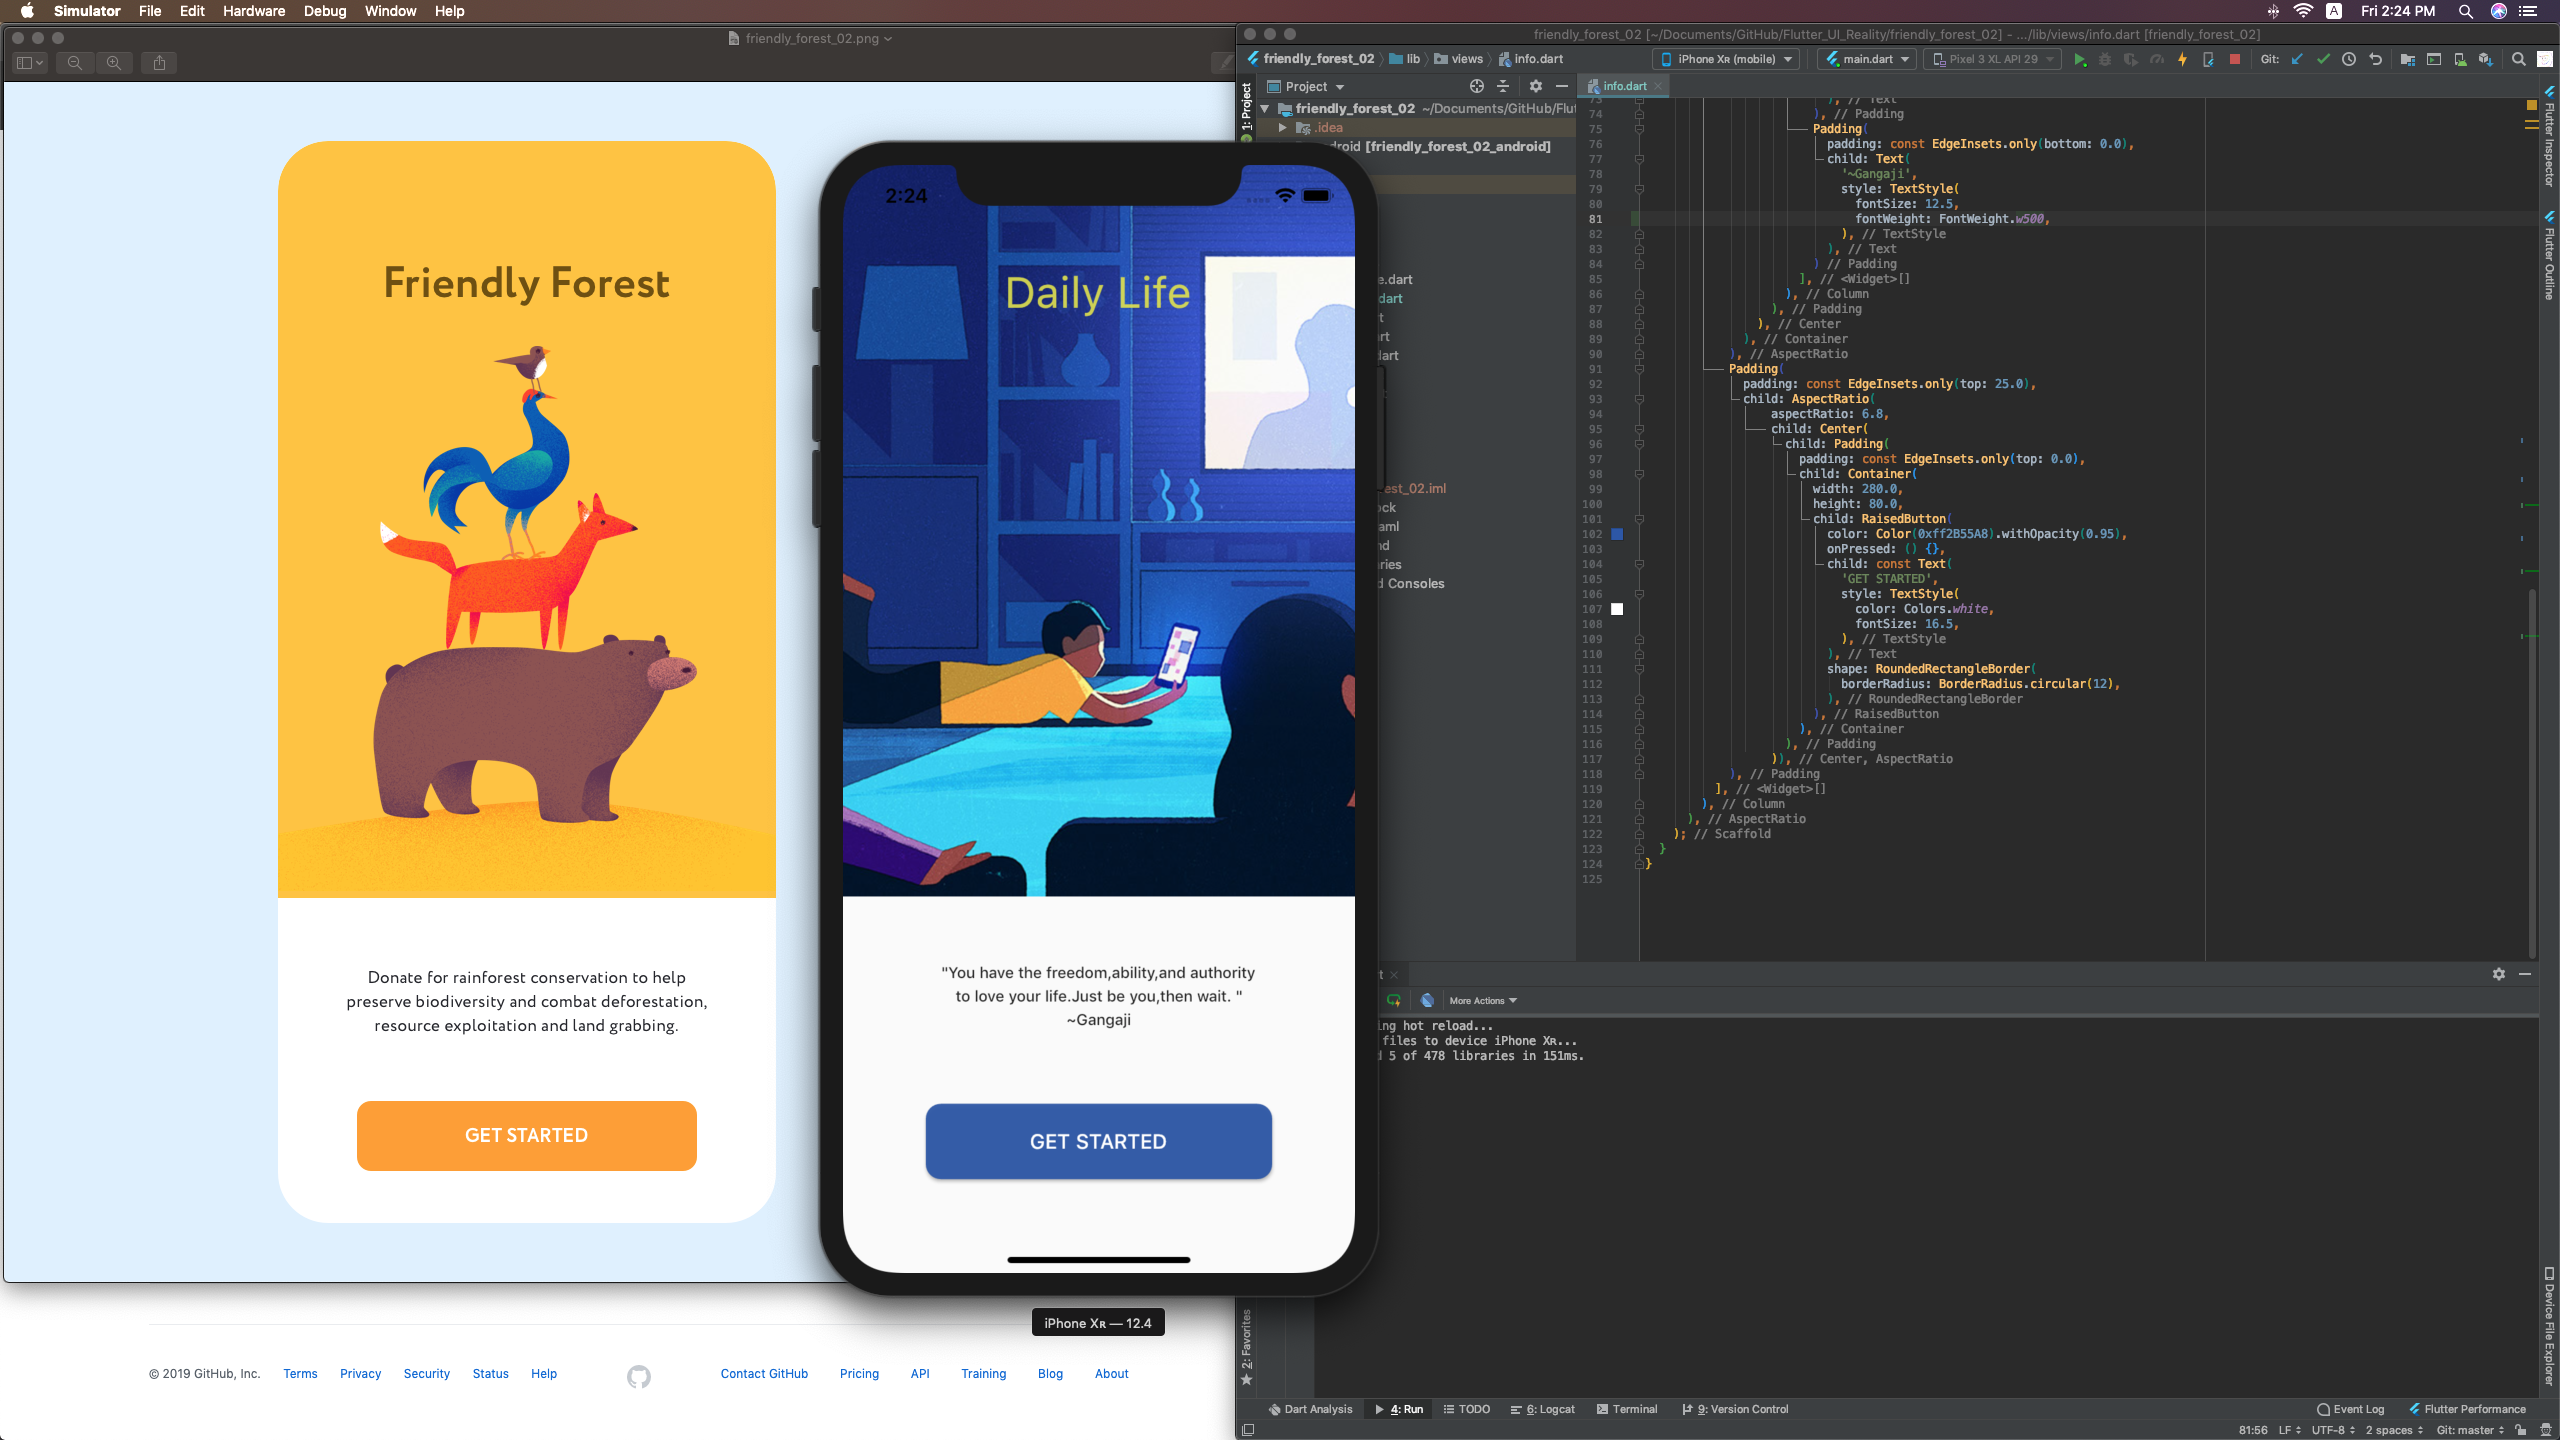 Simulator File Edit Hardware Debug Window Help
A Fri 2:24 PM
friendly_forest_02.png
Friendly Forest
Donate for rainforest conservation to help
preserve biodiversity and combat deforestation,
resource exploitation and land grabbing.
GET STARTED
2:24
Daily Life
"You have the freedom,ability,and authority
to love your life.Just be you,then wait. "
~Gangaji
GET STARTED
iPhone Xʀ — 12.4
© 2019 GitHub, Inc. Terms Privacy Security Status Help Contact GitHub Pricing API Training Blog About
friendly_forest_02 [~/Documents/GitHub/Flutter_UI_Reality/friendly_forest_02] - .../lib/views/info.dart [friendly_forest_02]
friendly_forest_02 lib views info.dart iPhone Xʀ (mobile) main.dart Pixel 3 XL API 29 Git:
Project
info.dart
1: Project
friendly_forest_02 ~/Documents/GitHub/Flut
.idea
droid [friendly_forest_02_android]
e.dart
dart
t
rt
lart
est_02.iml
ock
aml
nd
raries
d Consoles
73 ), // Text
74 ), // Padding
75 Padding(
76 padding: const EdgeInsets.only(bottom: 0.0),
77 child: Text(
78 '~Gangaji',
79 style: TextStyle(
80 fontSize: 12.5,
81 fontWeight: FontWeight.w500,
82 ), // TextStyle
83 ), // Text
84 ) // Padding
85 ], // <Widget>[]
86 ), // Column
87 ), // Padding
88 ), // Center
89 ), // Container
90 ), // AspectRatio
91 Padding(
92 padding: const EdgeInsets.only(top: 25.0),
93 child: AspectRatio(
94 aspectRatio: 6.8,
95 child: Center(
96 child: Padding(
97 padding: const EdgeInsets.only(top: 0.0),
98 child: Container(
99 width: 280.0,
100 height: 80.0,
101 child: RaisedButton(
102 color: Color(0xff2B55A8).withOpacity(0.95),
103 onPressed: () {},
104 child: const Text(
105 'GET STARTED',
106 style: TextStyle(
107 color: Colors.white,
108 fontSize: 16.5,
109 ), // TextStyle
110 ), // Text
111 shape: RoundedRectangleBorder(
112 borderRadius: BorderRadius.circular(12),
113 ), // RoundedRectangleBorder
114 ), // RaisedButton
115 ), // Container
116 ), // Padding
117 )), // Center, AspectRatio
118 ), // Padding
119 ], // <Widget>[]
120 ), // Column
121 ), // AspectRatio
122 ); // Scaffold
123 }
124 }
125
Flutter Inspector
Flutter Outline
Device File Explorer
t
More Actions
ing hot reload...
files to device iPhone Xʀ...
d 5 of 478 libraries in 151ms.
2: Favorites
Dart Analysis 4: Run TODO 6: Logcat Terminal 9: Version Control Event Log Flutter Performance
81:56 LF UTF-8 2 spaces Git: master